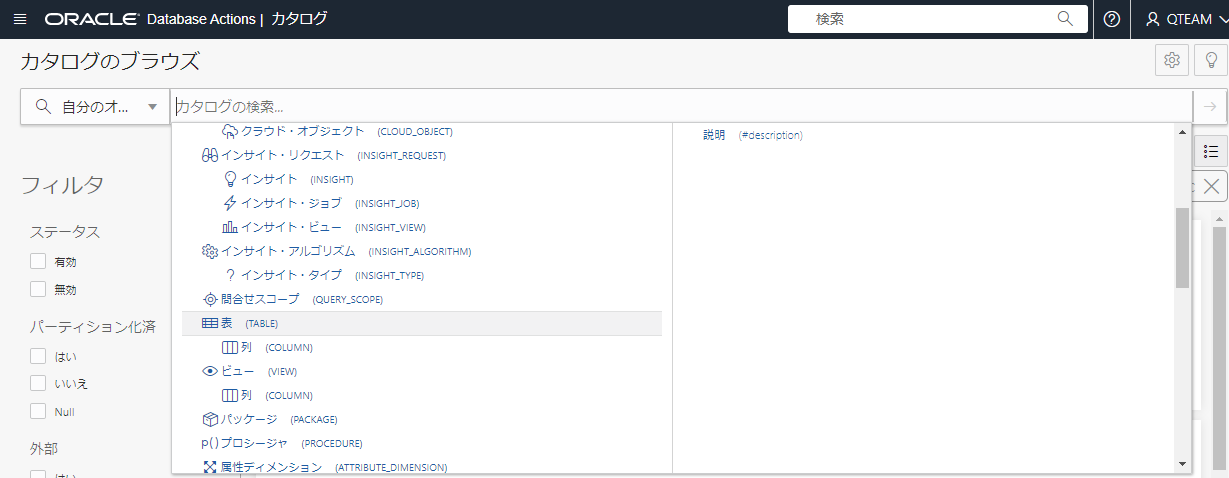 ORACLE Database Actions | カタログ
検索
QTEAM
カタログのブラウズ
自分のオ...
カタログの検索...
クラウド・オブジェクト (CLOUD_OBJECT)
説明 (#description)
インサイト・リクエスト (INSIGHT_REQUEST)
インサイト (INSIGHT)
フィルタ
インサイト・ジョブ (INSIGHT_JOB)
インサイト・ビュー (INSIGHT_VIEW)
ステータス
インサイト・アルゴリズム (INSIGHT_ALGORITHM)
有効
インサイト・タイプ (INSIGHT_TYPE)
無効
問合せスコープ (QUERY_SCOPE)
パーティション化済
表 (TABLE)
列 (COLUMN)
はい
ビュー (VIEW)
いいえ
列 (COLUMN)
Null
パッケージ (PACKAGE)
p( ) プロシージャ (PROCEDURE)
外部
属性ディメンション (ATTRIBUTE_DIMENSION)
はい